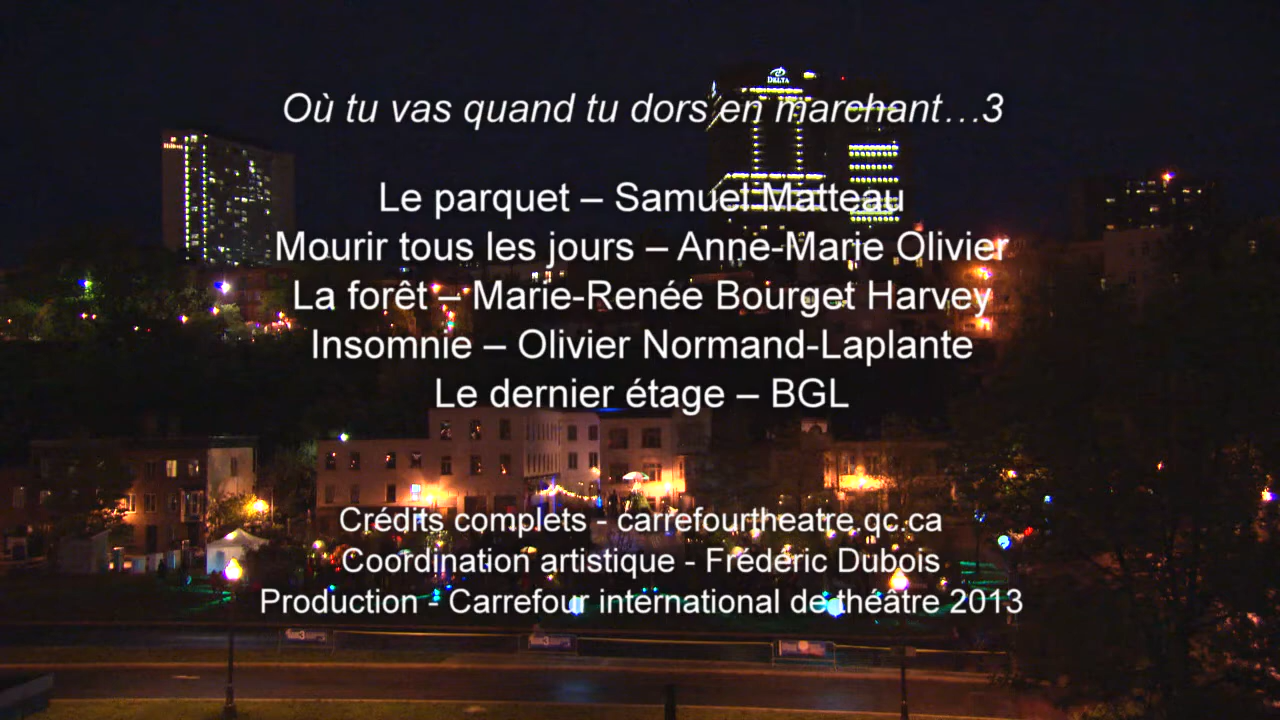 DELTA
Où tu vas quand tu dors en marchant…3
Hilton
Le parquet – Samuel Matteau
Mourir tous les jours – Anne-Marie Olivier
La forêt – Marie-Renée Bourget Harvey
Insomnie – Olivier Normand-Laplante
Le dernier étage – BGL
Crédits complets - carrefourtheatre.qc.ca
Coordination artistique - Frédéric Dubois
Production - Carrefour international de théâtre 2013